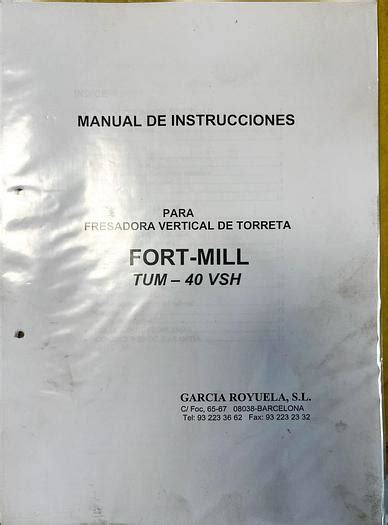 MANUAL DE INSTRUCCIONES
PARA
FRESADORA VERTICAL DE TORRETA
FORT-MILL
TUM – 40 VSH
GARCIA ROYUELA, S.L.
C/ Foc, 65-67 08038-BARCELONA
Tel: 93 223 36 62 Fax: 93 223 23 32